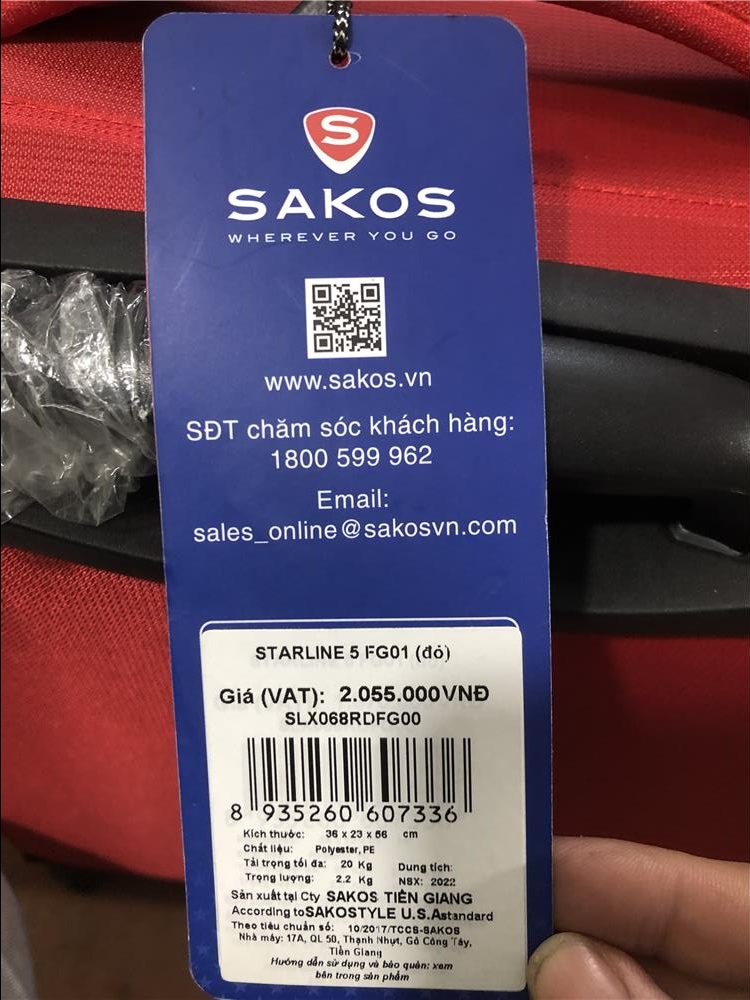 S
SAKOS
WHEREVER YOU GO
www.sakos.vn
SĐT chăm sóc khách hàng:
1800 599 962
Email:
sales_online@sakosvn.com
STARLINE 5 FG01 (đỏ)
Giá (VAT): 2.055.000VNĐ
SLX068RDFG00
8 935260 607336
Kích thước: 36 x 23 x 56 cm
Chất liệu: Polyester, PE
Tải trọng tối đa: 20 Kg Dung tích:
Trọng lượng: 2.2 Kg NSX: 2022
Sản xuất tại Cty SAKOS TIỀN GIANG
According to SAKOSTYLE U.S.A standard
Theo tiêu chuẩn số: 10/2017/TCCS-SAKOS
Nhà máy: 17A, QL 50, Thạnh Nhựt, Gò Công Tây,
Tiền Giang
Hướng dẫn sử dụng và bảo quản: xem
bên trong sản phẩm